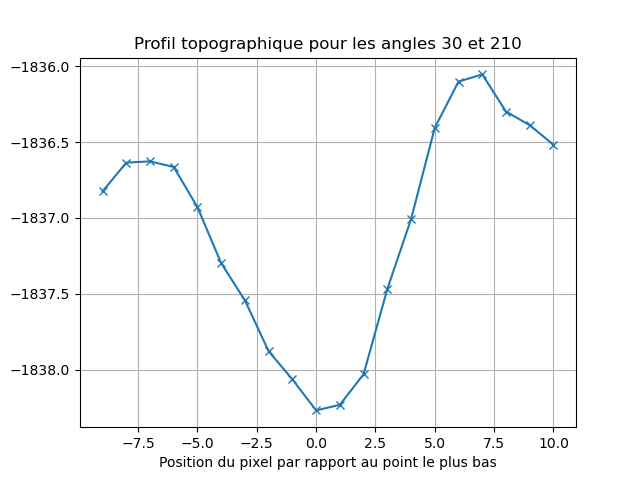 Profil topographique pour les angles 30 et 210
−1836.0
−1836.5
−1837.0
−1837.5
−1838.0
−7.5 −5.0 −2.5 0.0 2.5 5.0 7.5 10.0
Position du pixel par rapport au point le plus bas